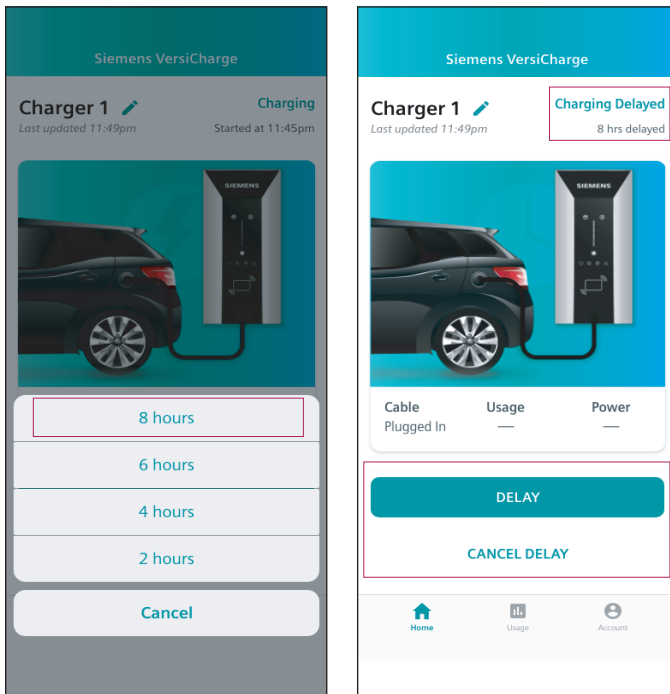 Siemens VersiCharge
Charger 1
Charging
Last updated 11:49pm
Started at 11:45pm
SIEMENS
8 hours
6 hours
4 hours
2 hours
Cancel
Siemens VersiCharge
Charger 1
Charging Delayed
Last updated 11:49pm
8 hrs delayed
SIEMENS
Cable
Usage
Power
Plugged In
—
—
DELAY
CANCEL DELAY
Home
Usage
Account